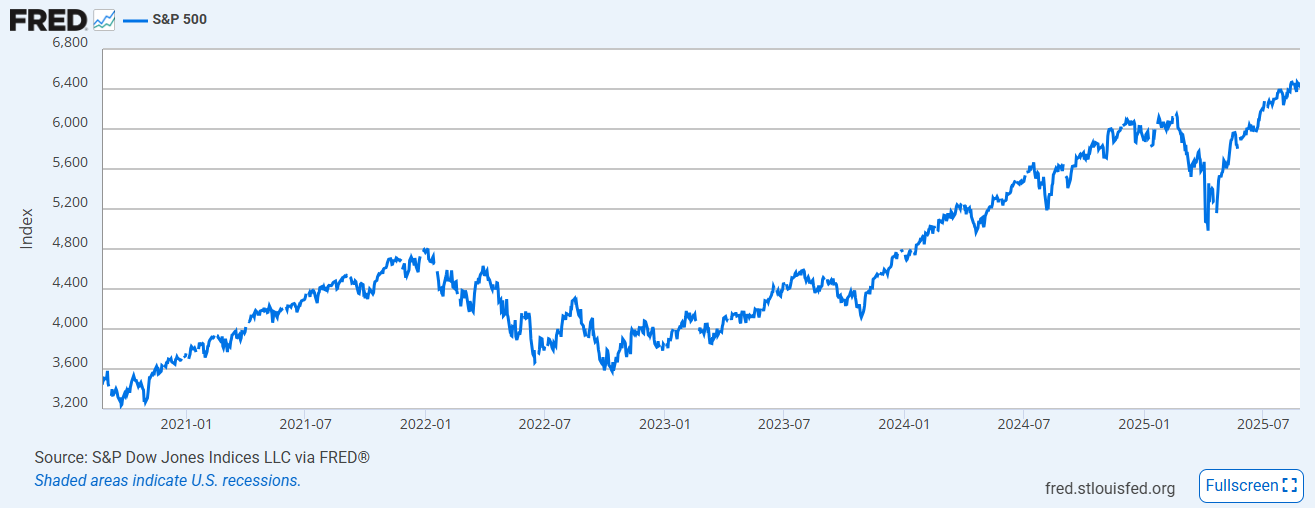 FRED S&P 500
6,800
6,400
6,000
5,600
5,200
4,800
4,400
4,000
3,600
3,200
Index
2021-01 2021-07 2022-01 2022-07 2023-01 2023-07 2024-01 2024-07 2025-01 2025-07
Source: S&P Dow Jones Indices LLC via FRED®
Shaded areas indicate U.S. recessions.
fred.stlouisfed.org
Fullscreen